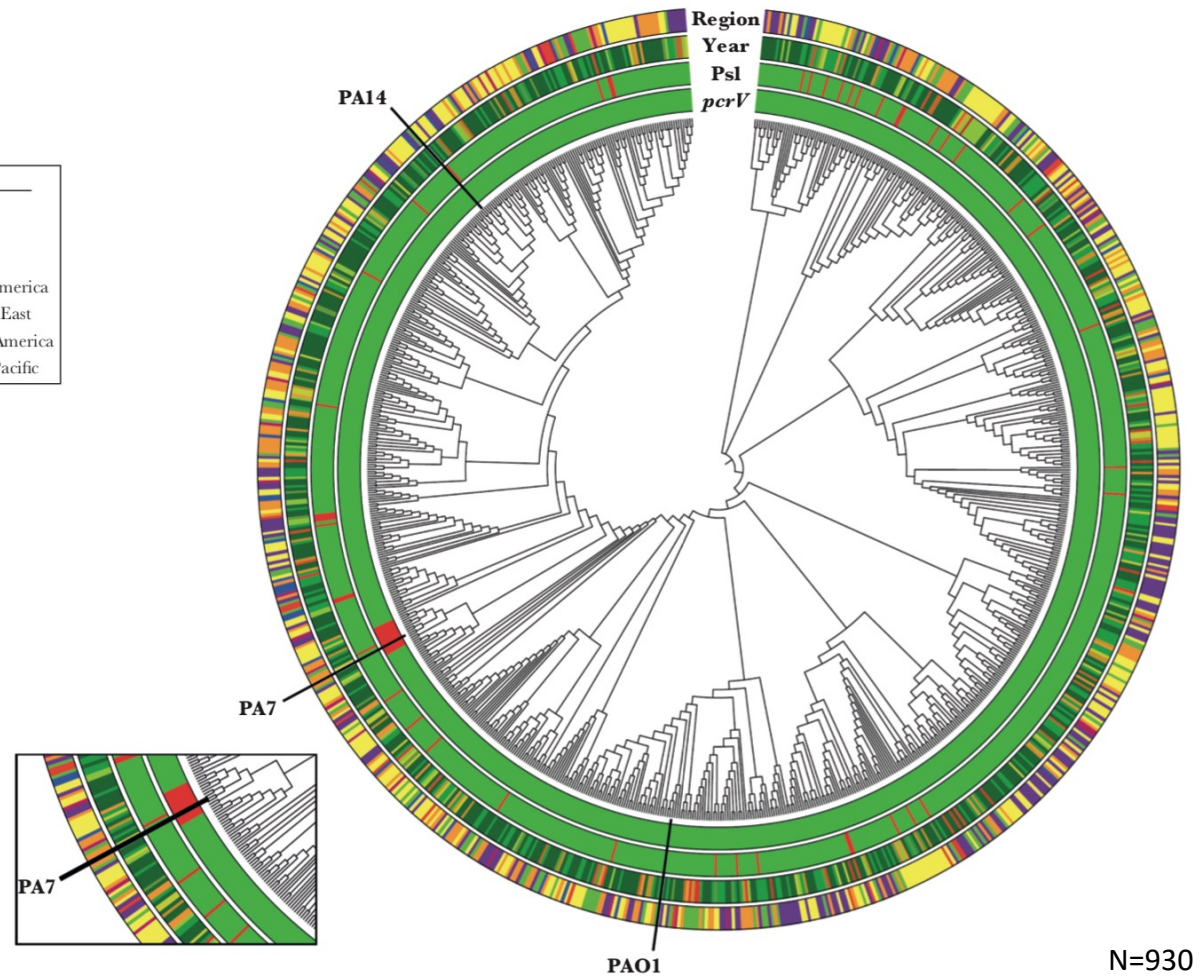 Region
Year
Psl
pcrV
PA14
merica
East
America
Pacific
PA7
PA7
PAO1
N=930